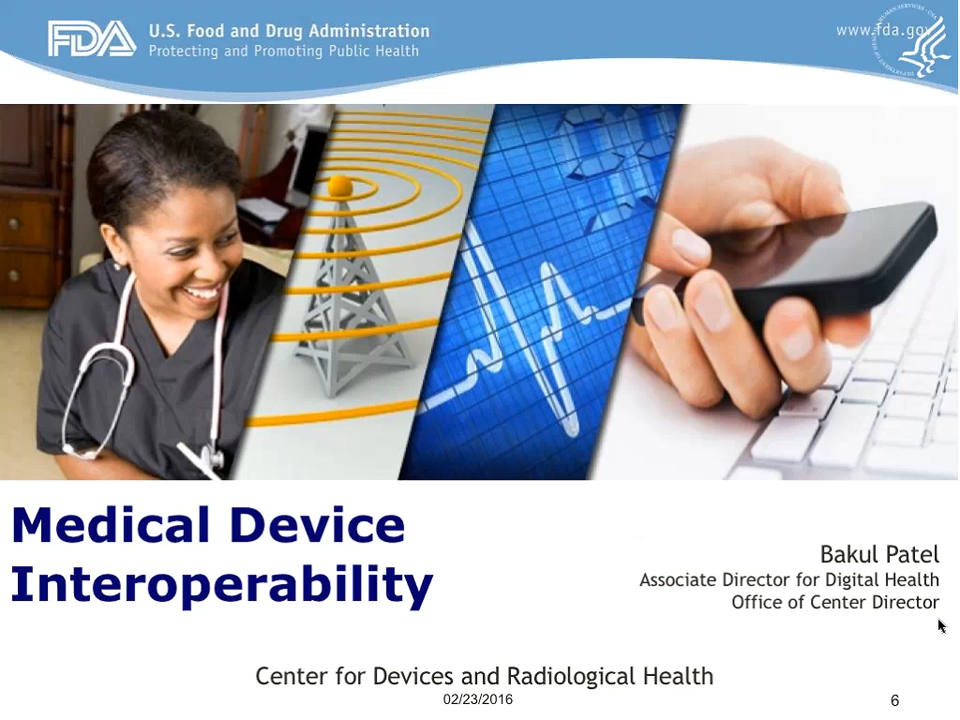 FDA
U.S. Food and Drug Administration
Protecting and Promoting Public Health
www.fda.gov
Medical Device
Interoperability
Bakul Patel
Associate Director for Digital Health
Office of Center Director
Center for Devices and Radiological Health
02/23/2016
6